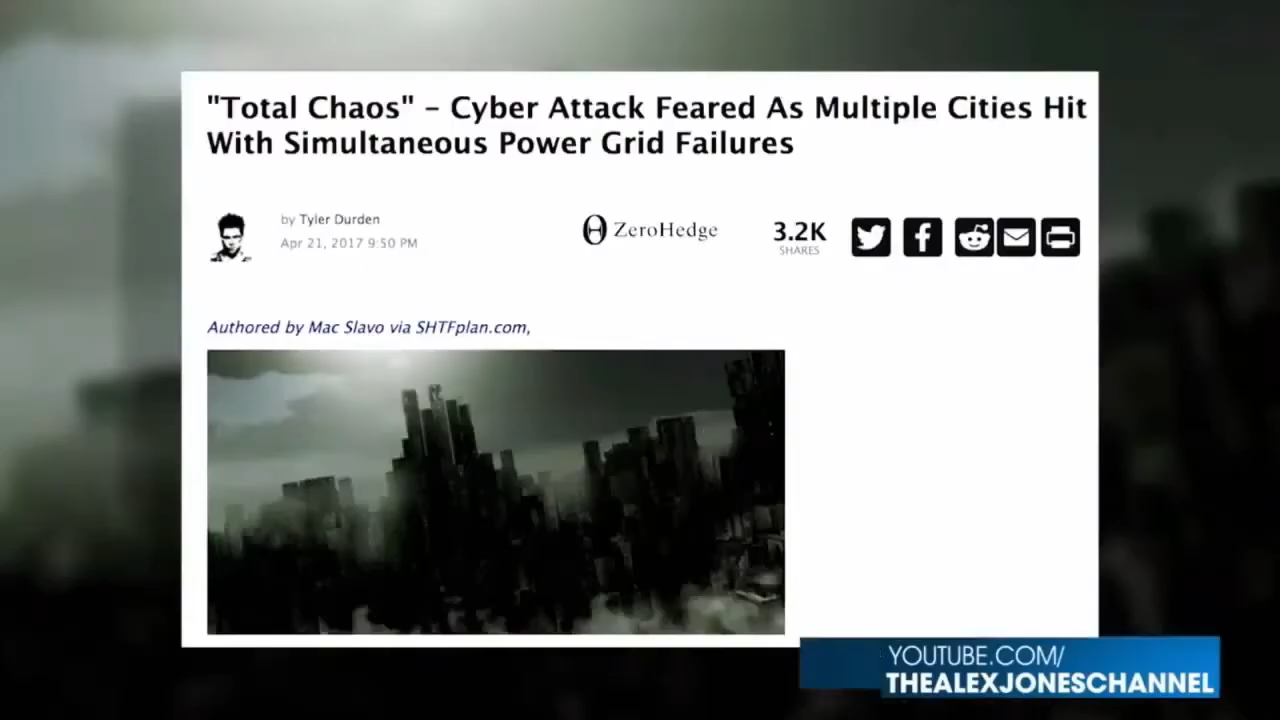 "Total Chaos" – Cyber Attack Feared As Multiple Cities Hit
With Simultaneous Power Grid Failures
by Tyler Durden
Apr 21, 2017 9:50 PM
ZeroHedge
3.2K
SHARES
Authored by Mac Slavo via SHTFplan.com,
YOUTUBE.COM/
THEALEXJONESCHANNEL